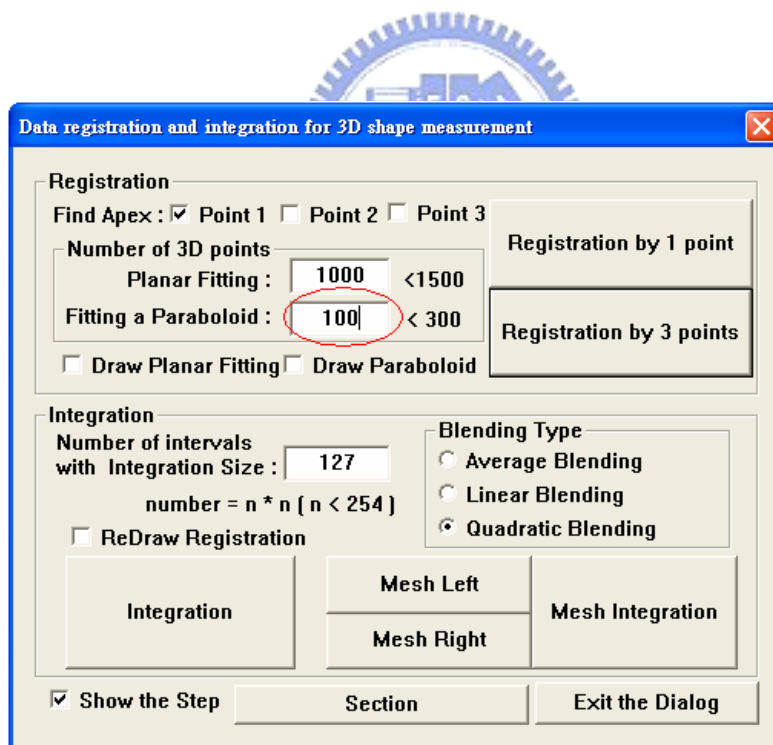 Data registration and integration for 3D shape measurement
Registration
Find Apex : Point 1 Point 2 Point 3
Number of 3D points
Planar Fitting : 1000 <1500
Fitting a Paraboloid : 100 < 300
Draw Planar Fitting Draw Paraboloid
Registration by 1 point
Registration by 3 points
Integration
Number of intervals
with Integration Size : 127
number = n * n ( n < 254 )
ReDraw Registration
Blending Type
Average Blending
Linear Blending
Quadratic Blending
Integration
Mesh Left
Mesh Right
Mesh Integration
Show the Step
Section
Exit the Dialog